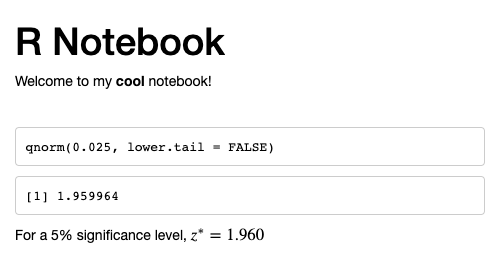 R Notebook
Welcome to my cool notebook!
qnorm(0.025, lower.tail = FALSE)
[1] 1.959964
For a 5% significance level, z* = 1.960